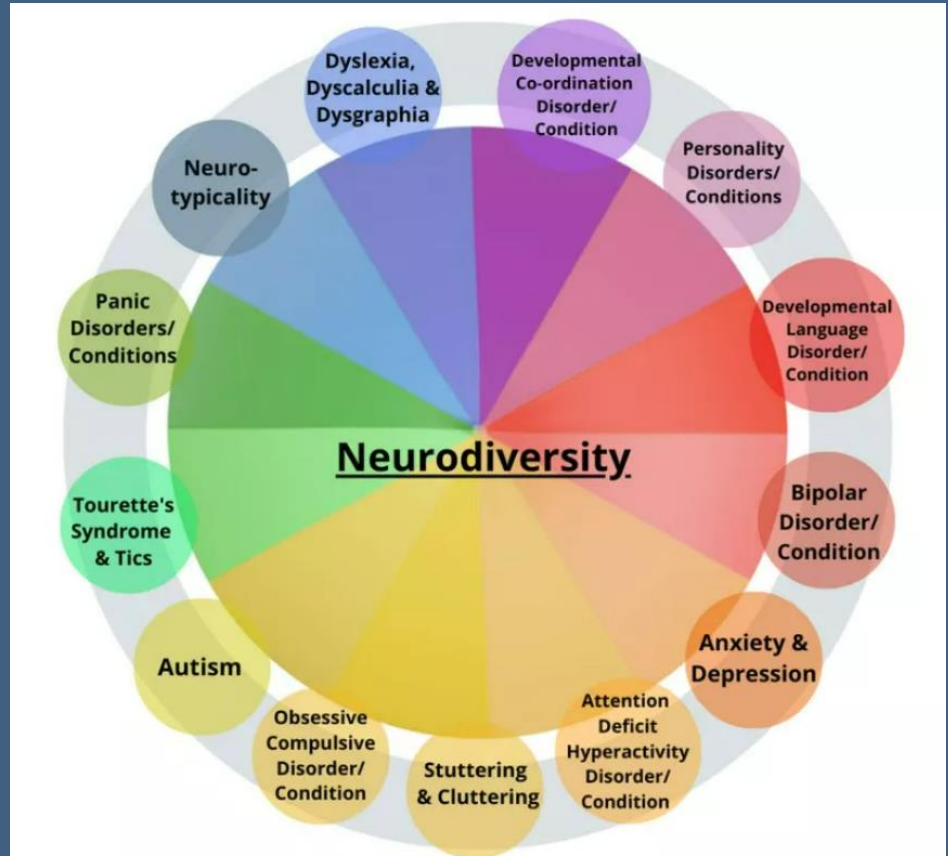 Dyslexia,
Dyscalculia &
Dysgraphia
Developmental
Co-ordination
Disorder/
Condition
Personality
Disorders/
Conditions
Developmental
Language
Disorder/
Condition
Bipolar
Disorder/
Condition
Anxiety &
Depression
Attention
Deficit
Hyperactivity
Disorder/
Condition
Stuttering
& Cluttering
Obsessive
Compulsive
Disorder/
Condition
Autism
Tourette's
Syndrome
& Tics
Panic
Disorders/
Conditions
Neuro-
typicality
Neurodiversity